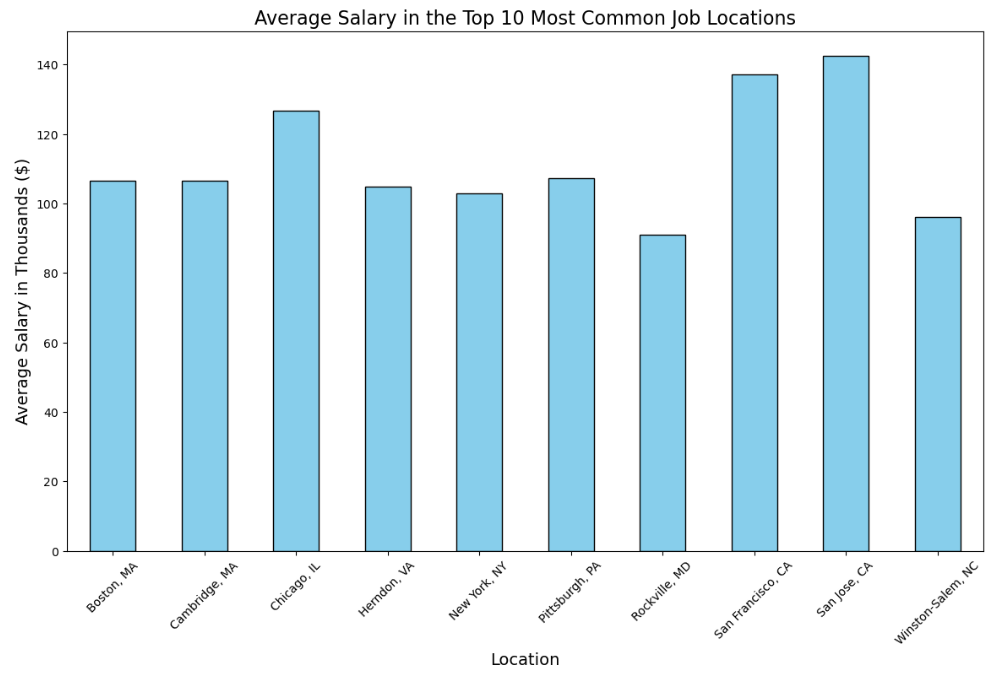 Average Salary in the Top 10 Most Common Job Locations
Average Salary in Thousands ($)
140
120
100
80
60
40
20
0
Boston, MA
Cambridge, MA
Chicago, IL
Herndon, VA
New York, NY
Pittsburgh, PA
Rockville, MD
San Francisco, CA
San Jose, CA
Winston-Salem, NC
Location